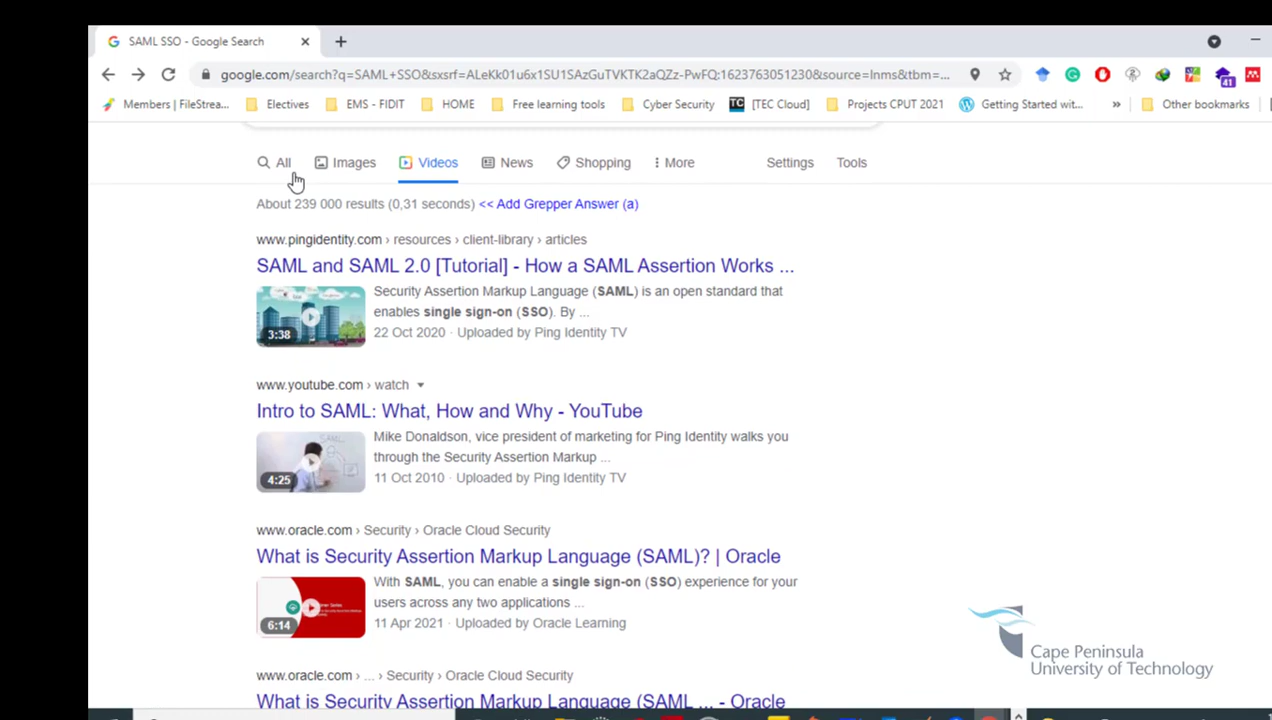 SAML SSO - Google Search
google.com/search?q=SAML+SSO&sxsrf=ALeKk01u6x1SU1SAzGuTVKTK2aQZz-PwFQ:1623763051230&source=lnms&tbm=...
41
Members | FileStrea... Electives EMS - FIDIT HOME Free learning tools Cyber Security TC [TEC Cloud] Projects CPUT 2021 Getting Started wit... » Other bookmarks
All Images Videos News Shopping More Settings Tools
About 239 000 results (0,31 seconds) << Add Grepper Answer (a)
www.pingidentity.com › resources › client-library › articles
SAML and SAML 2.0 [Tutorial] - How a SAML Assertion Works ...
Security Assertion Markup Language (SAML) is an open standard that
enables single sign-on (SSO). By ...
3:38
22 Oct 2020 · Uploaded by Ping Identity TV
www.youtube.com › watch
Intro to SAML: What, How and Why - YouTube
Mike Donaldson, vice president of marketing for Ping Identity walks you
through the Security Assertion Markup ...
4:25
11 Oct 2010 · Uploaded by Ping Identity TV
www.oracle.com › Security › Oracle Cloud Security
What is Security Assertion Markup Language (SAML)? | Oracle
With SAML, you can enable a single sign-on (SSO) experience for your
users across any two applications ...
6:14
11 Apr 2021 · Uploaded by Oracle Learning
www.oracle.com › ... › Security › Oracle Cloud Security
What is Security Assertion Markup Language (SAML ... - Oracle
Cape Peninsula
University of Technology